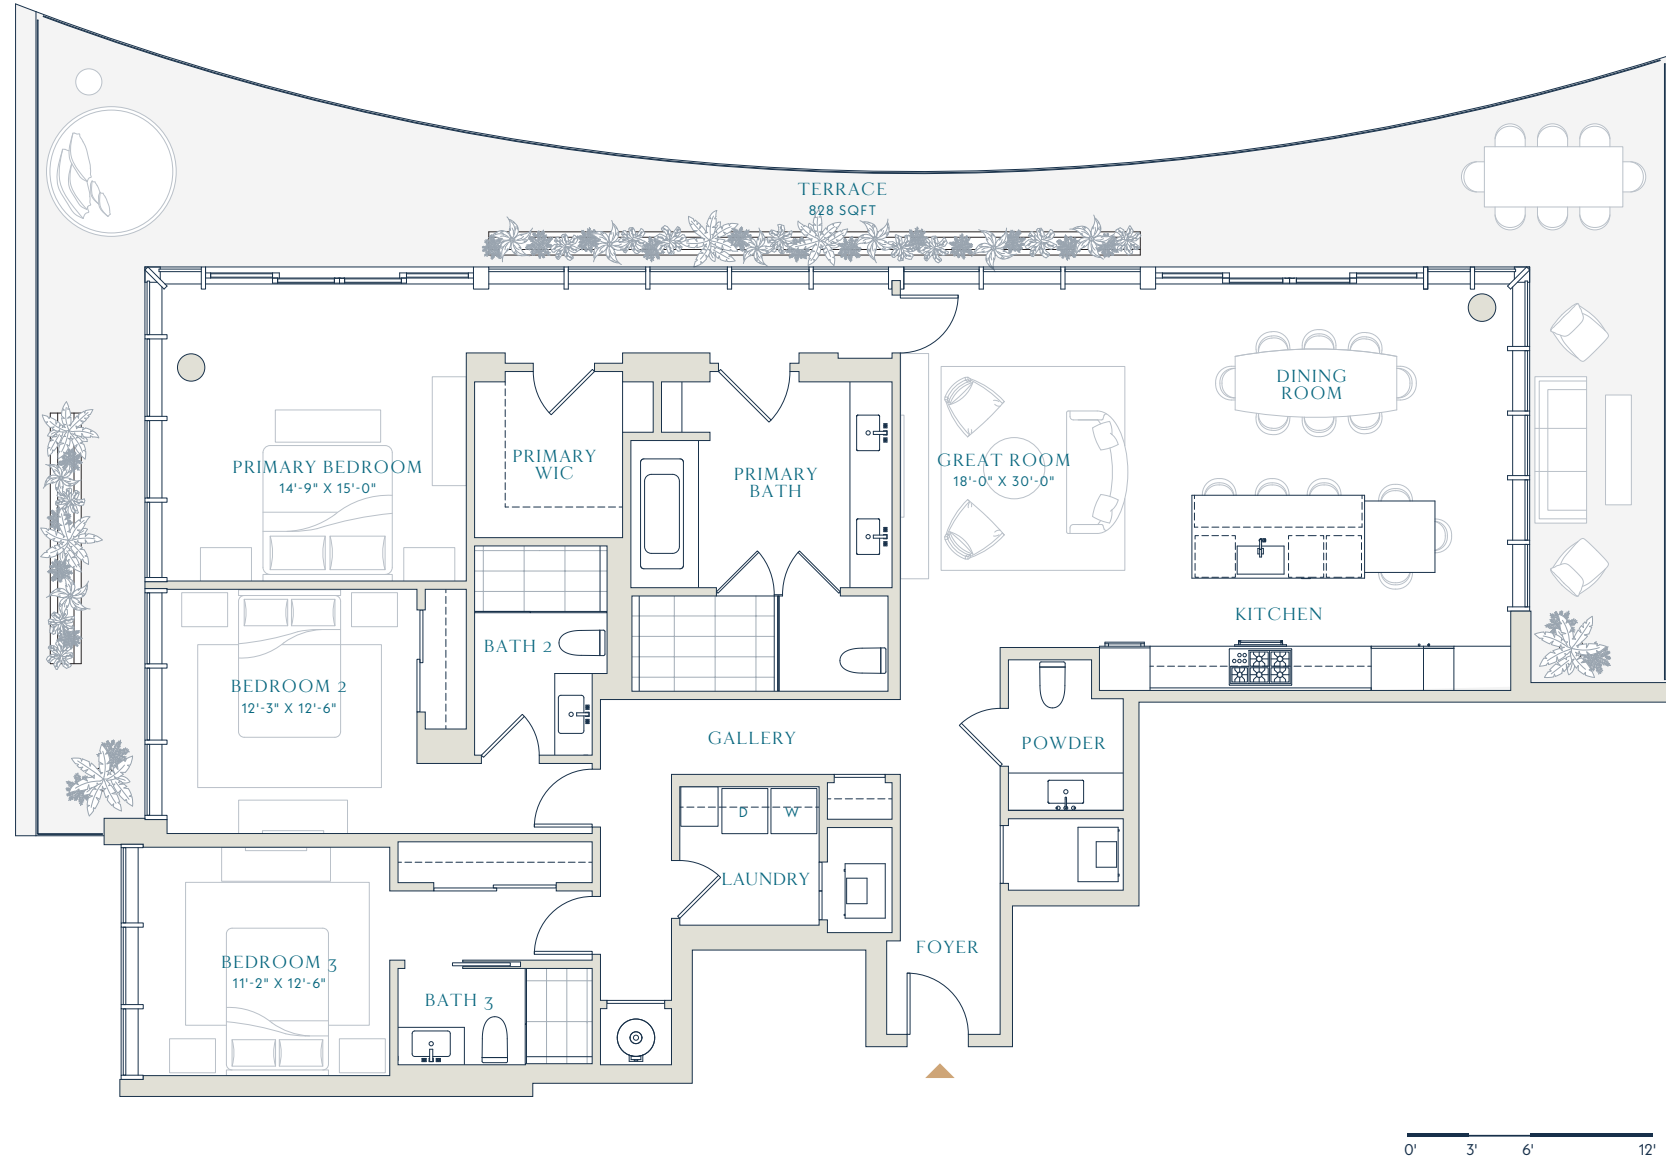 TERRACE
828 SQFT
DINING
ROOM
PRIMARY BEDROOM
14'-9" X 15'-0"
PRIMARY
WIC
PRIMARY
BATH
GREAT ROOM
18'-0" X 30'-0"
KITCHEN
BATH 2
BEDROOM 2
12'-3" X 12'-6"
GALLERY
POWDER
D
W
LAUNDRY
FOYER
BEDROOM 3
11'-2" X 12'-6"
BATH 3
0' 3' 6' 12'